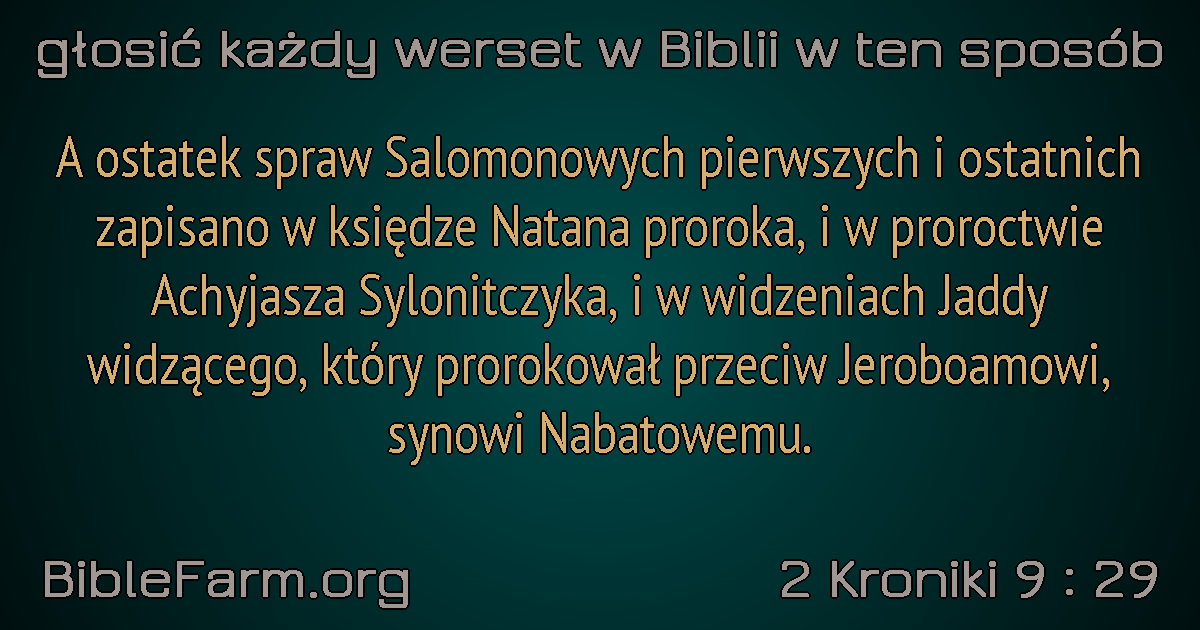 głosić każdy werset w Biblii w ten sposób
A ostatek spraw Salomonowych pierwszych i ostatnich
zapisano w księdze Natana proroka, i w proroctwie
Achyjasza Sylonitczyka, i w widzeniach Jaddy
widzącego, który prorokował przeciw Jeroboamowi,
synowi Nabatowemu.
BibleFarm.org
2 Kroniki 9 : 29